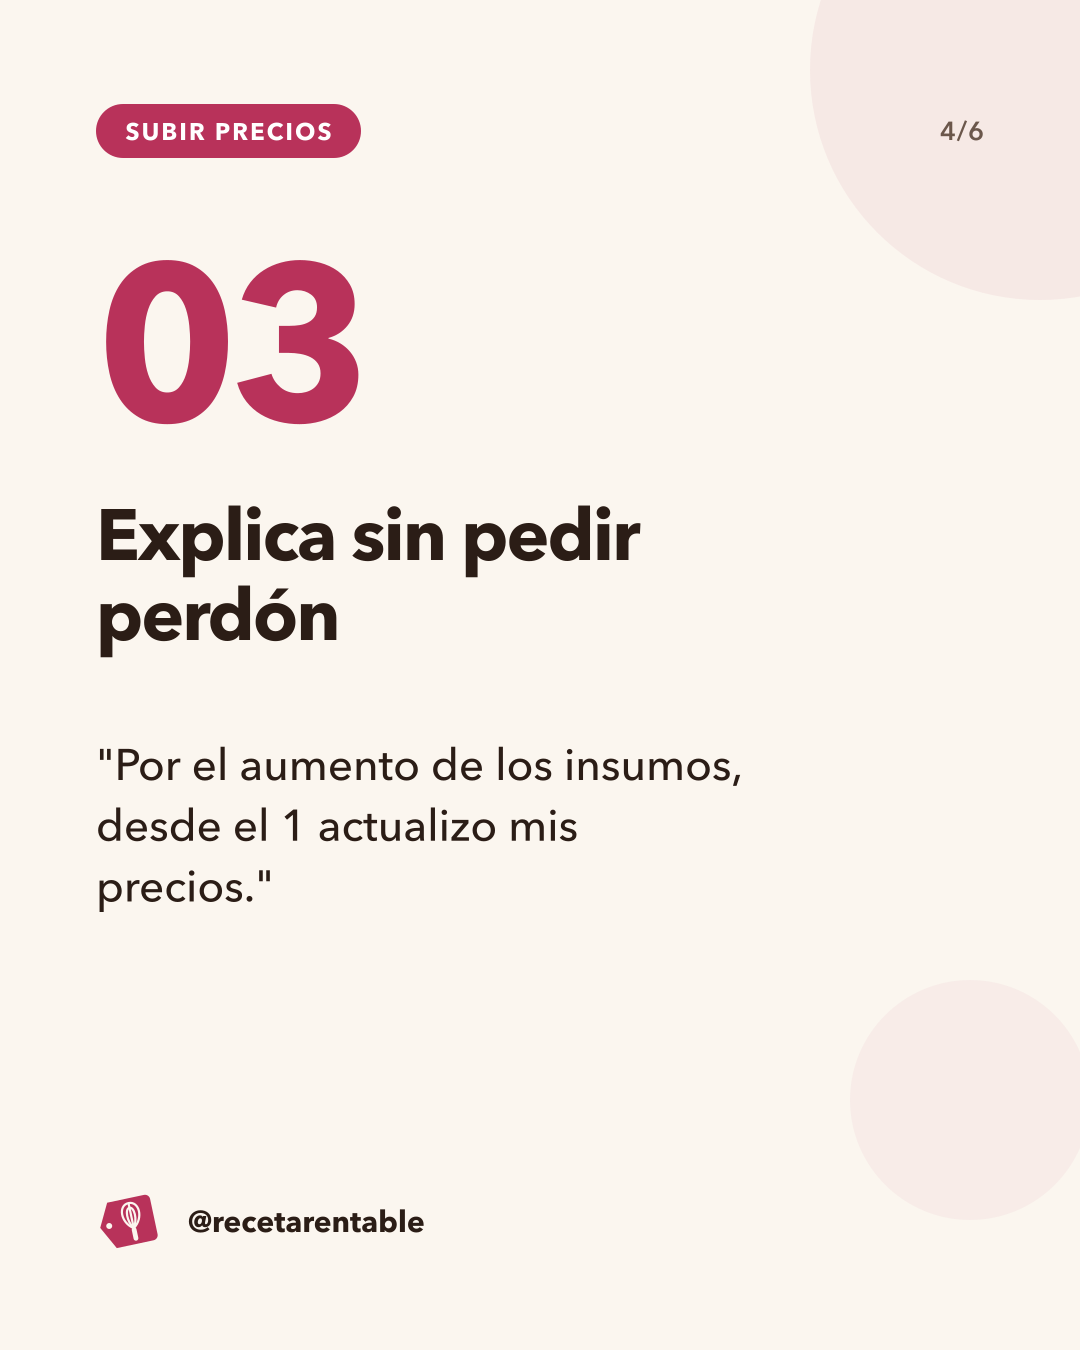 SUBIR PRECIOS
4/6
03
Explica sin pedir
perdón
"Por el aumento de los insumos,
desde el 1 actualizo mis
precios."
@recetarentable